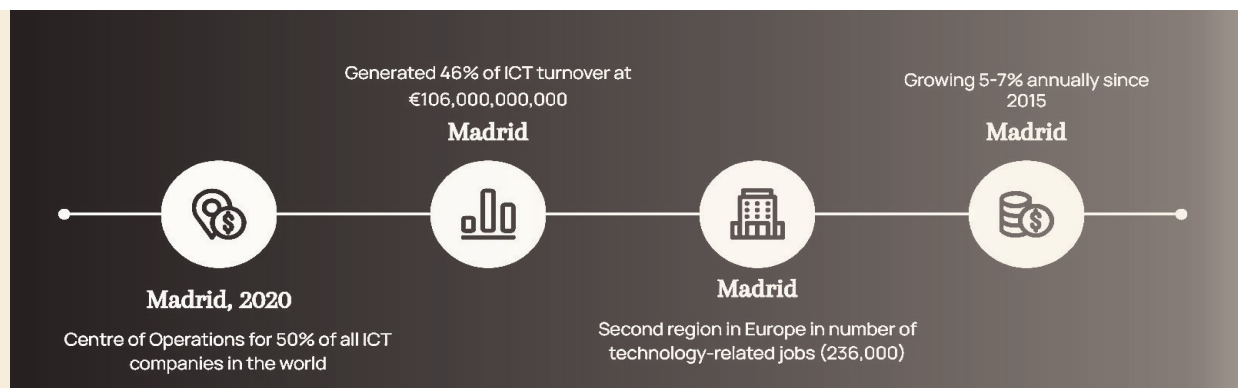 Madrid, 2020
Centre of Operations for 50% of all ICT
companies in the world
Generated 46% of ICT turnover at
€106,000,000,000
Madrid
Madrid
Second region in Europe in number of
technology-related jobs (236,000)
Growing 5-7% annually since
2015
Madrid